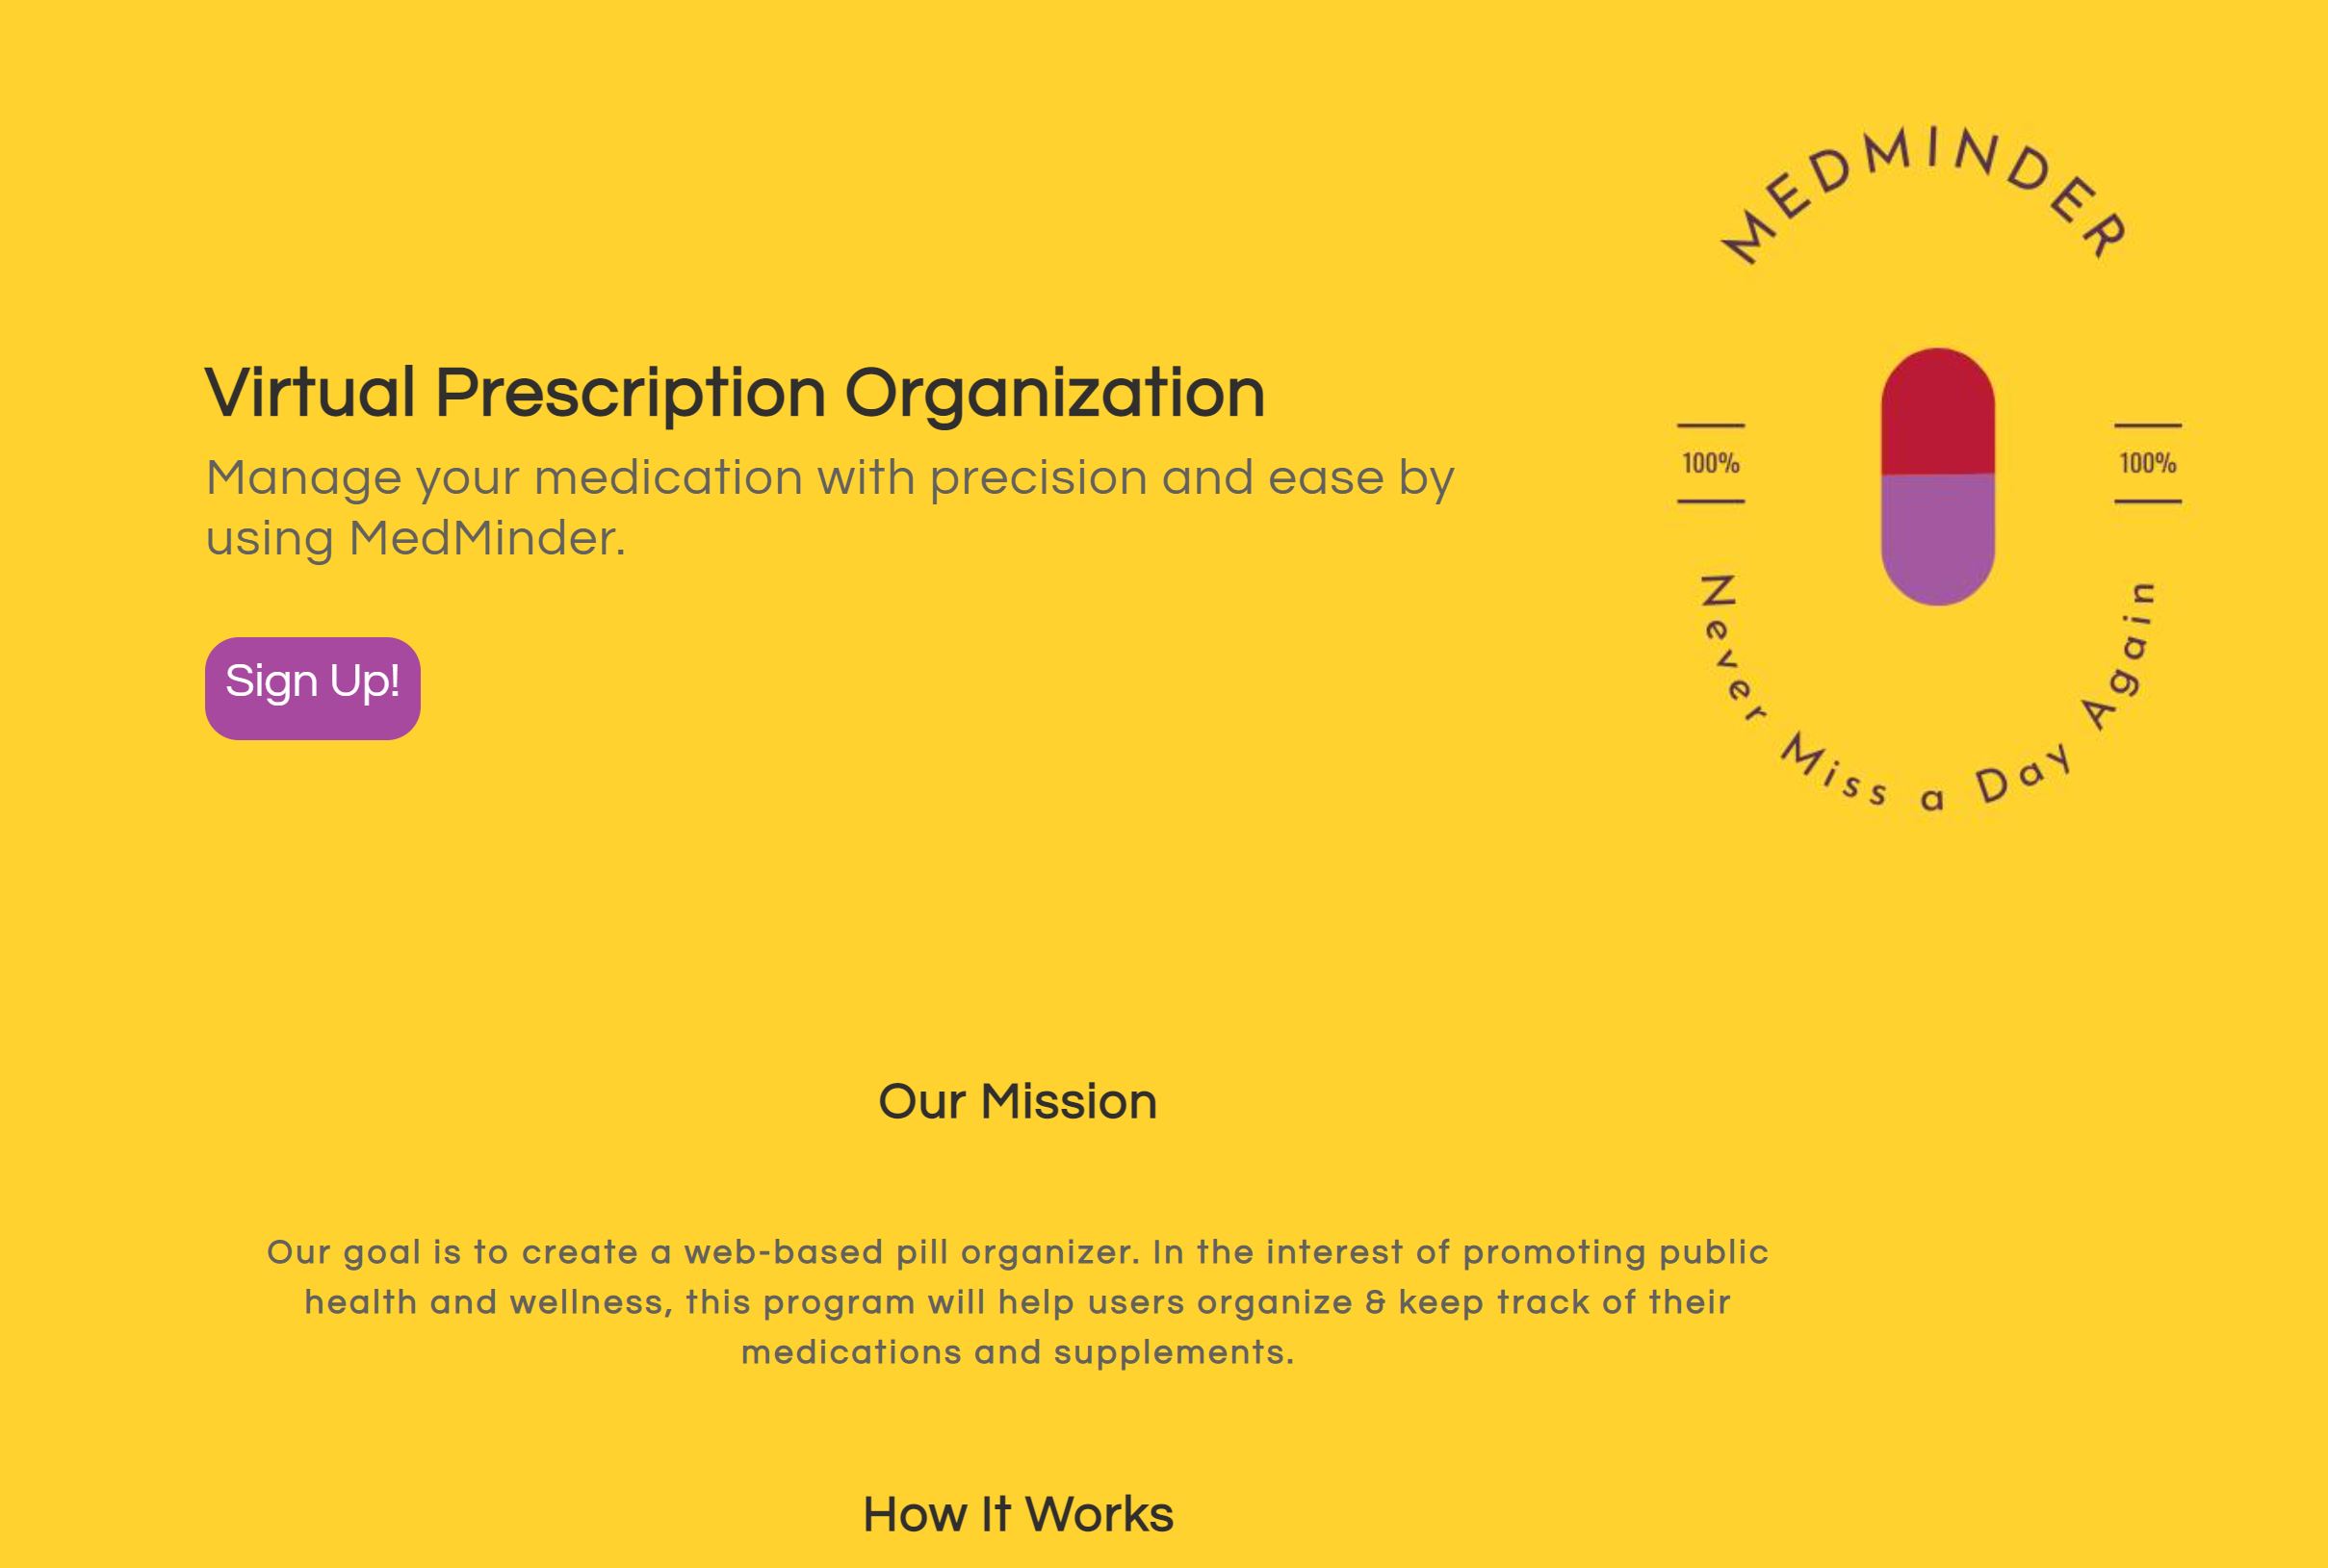 MEDMINDER
Virtual Prescription Organization
Manage your medication with precision and ease by
using MedMinder.
100%
100%
Sign Up!
Never Miss a Day Again
Our Mission
Our goal is to create a web-based pill organizer. In the interest of promoting public
health and wellness, this program will help users organize & keep track of their
medications and supplements.
How It Works